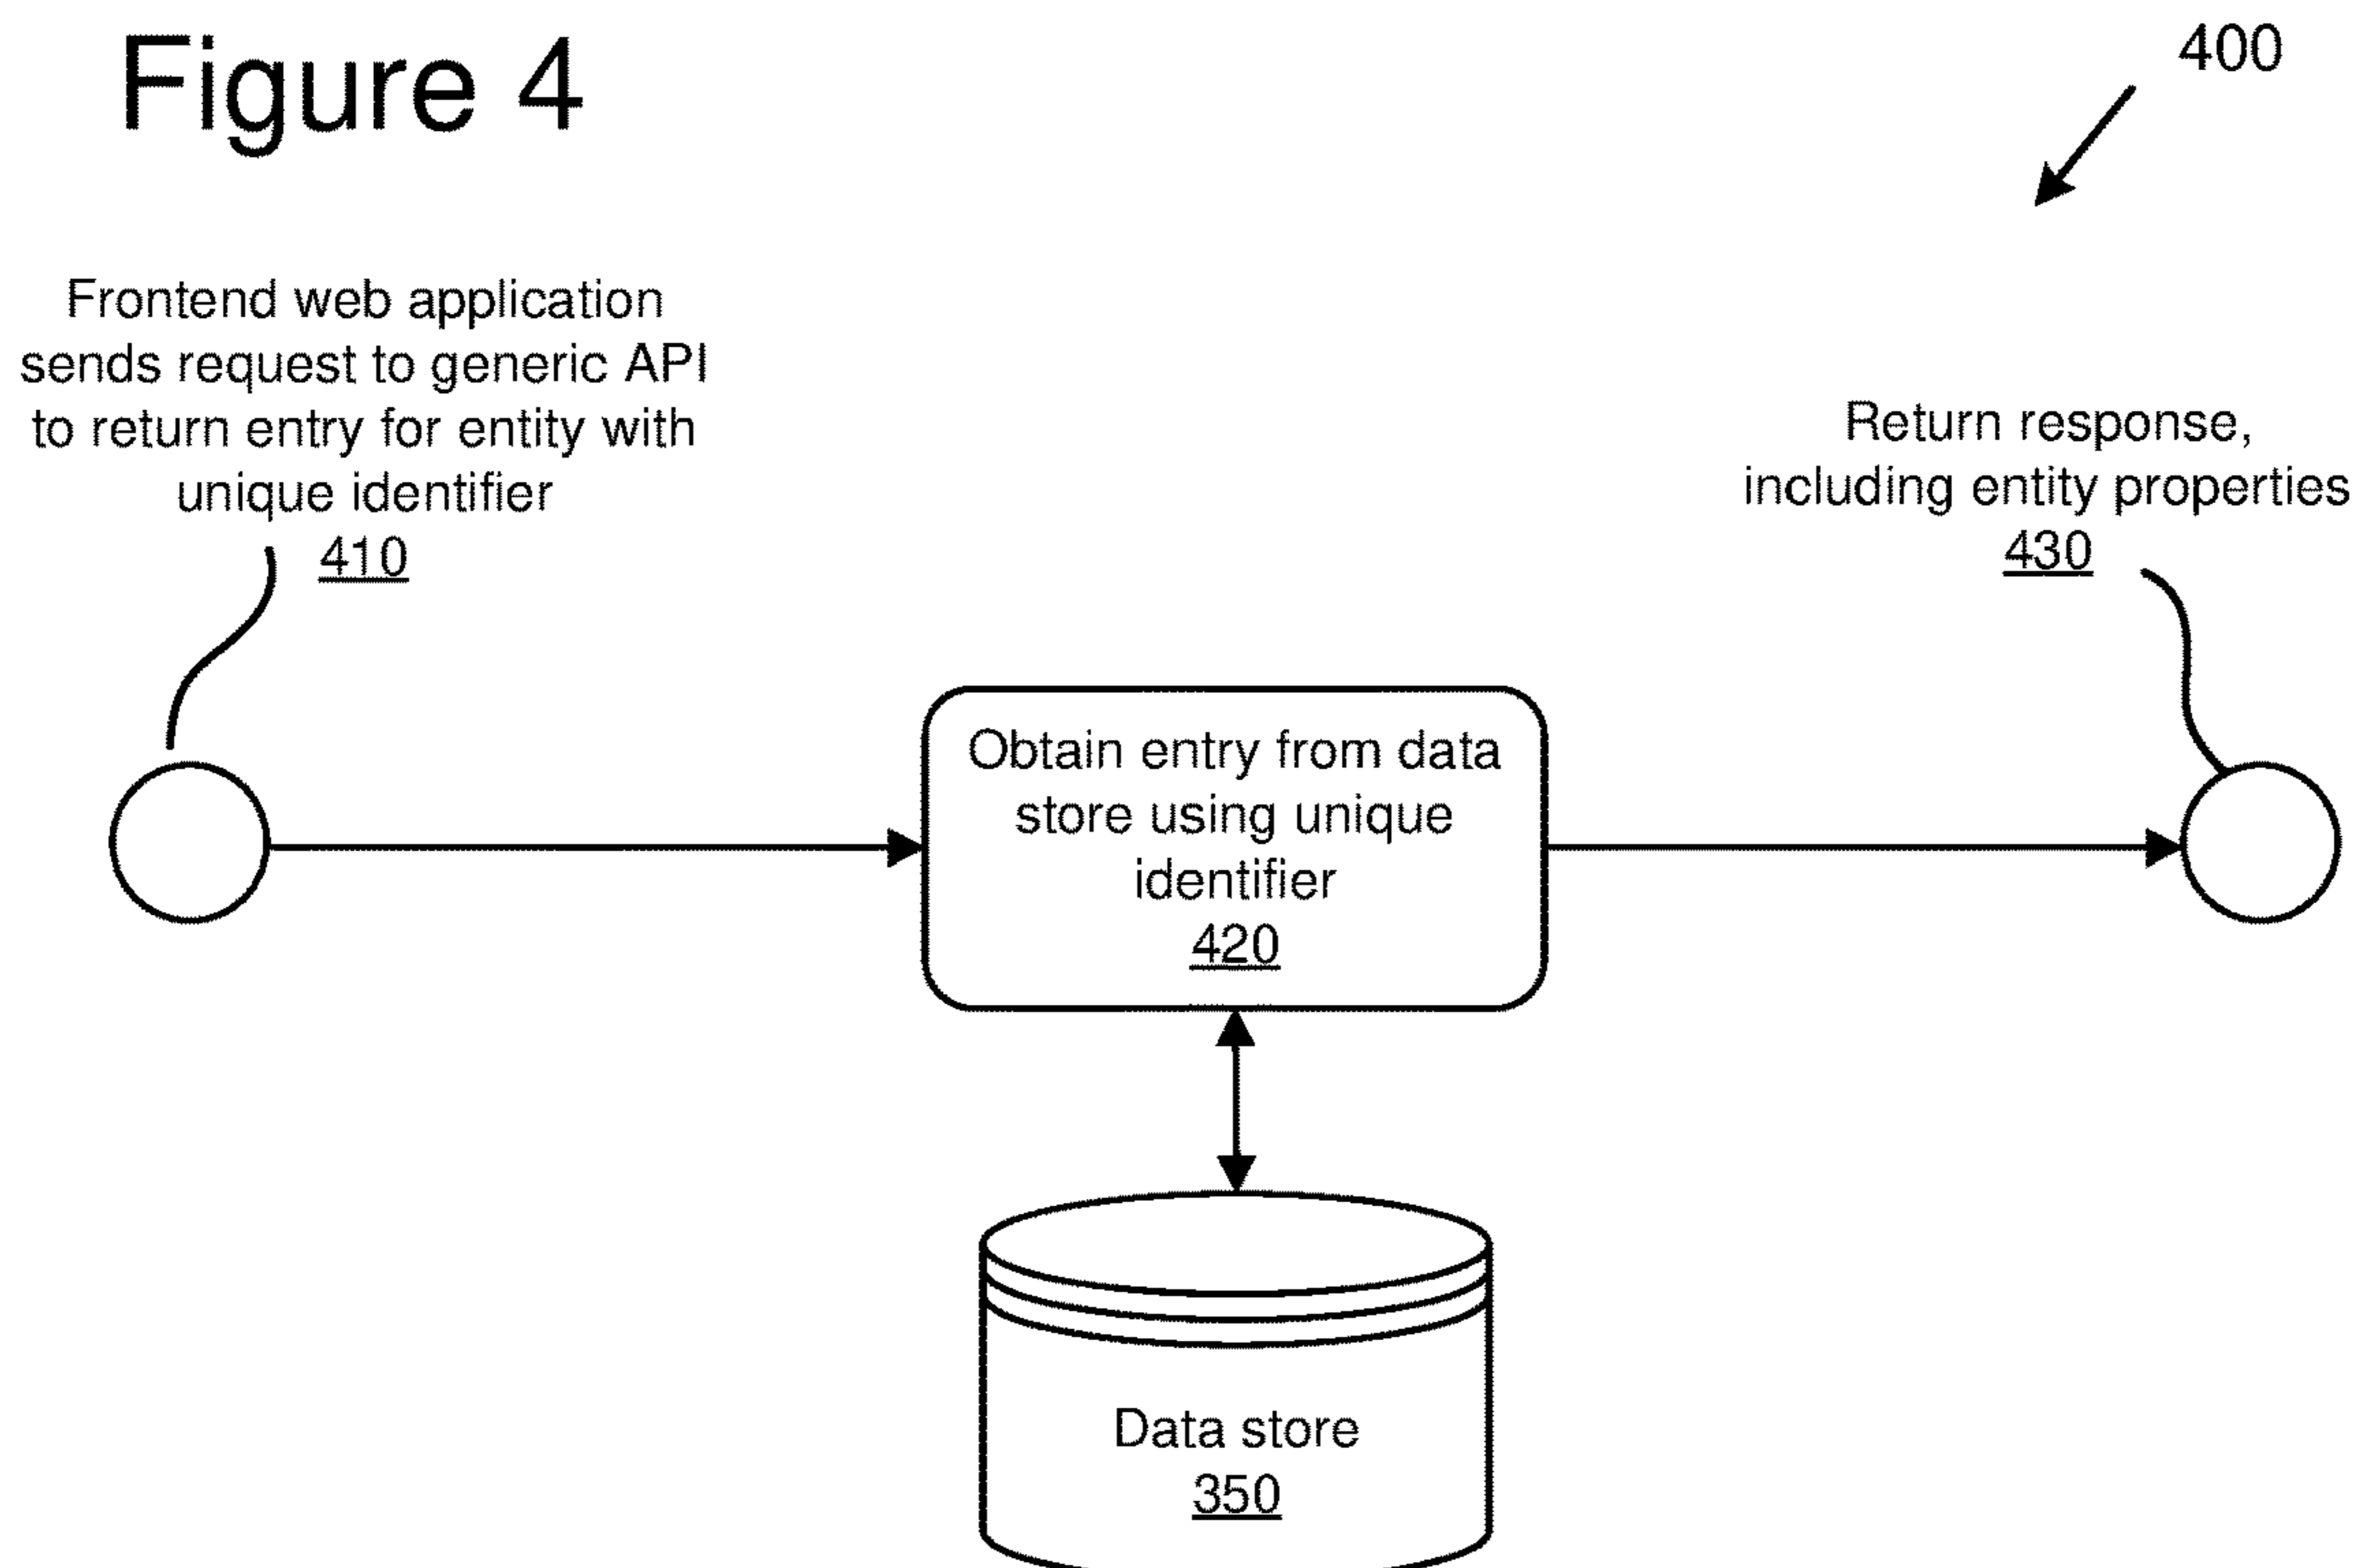 Figure 4
400
Frontend web application
sends request to generic API
to return entry for entity with
unique identifier
410
Return response,
including entity properties
430
Obtain entry from data
store using unique
identifier
420
Data store
350